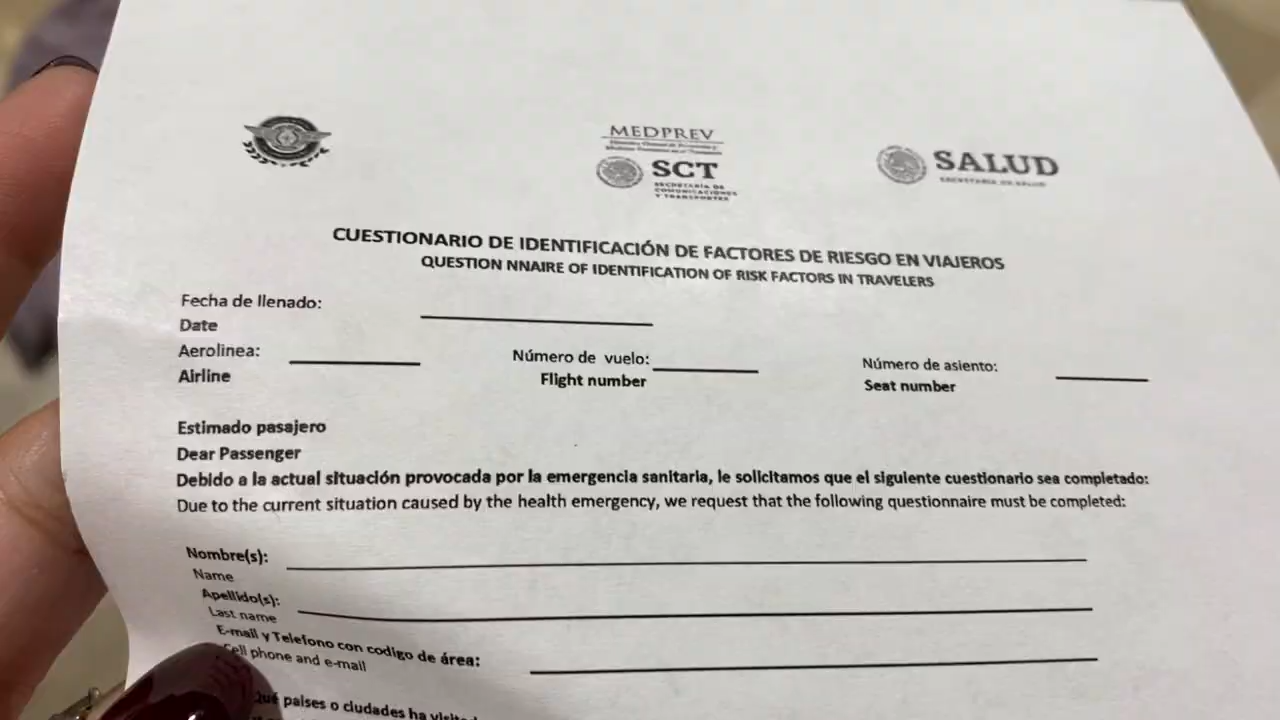 MEDPREV
SCT
SECRETARÍA DE
COMUNICACIONES
Y TRANSPORTES
SALUD
SECRETARÍA DE SALUD
CUESTIONARIO DE IDENTIFICACIÓN DE FACTORES DE RIESGO EN VIAJEROS
QUESTION NNAIRE OF IDENTIFICATION OF RISK FACTORS IN TRAVELERS
Fecha de llenado:
Date
Aerolinea: Número de vuelo: Número de asiento:
Airline Flight number Seat number
Estimado pasajero
Dear Passenger
Debido a la actual situación provocada por la emergencia sanitaria, le solicitamos que el siguiente cuestionario sea completado:
Due to the current situation caused by the health emergency, we request that the following questionnaire must be completed:
Nombre(s):
Name
Apellido(s):
Last name
E-mail y Telefono con codigo de área:
Cell phone and e-mail
Qué paises o ciudades ha